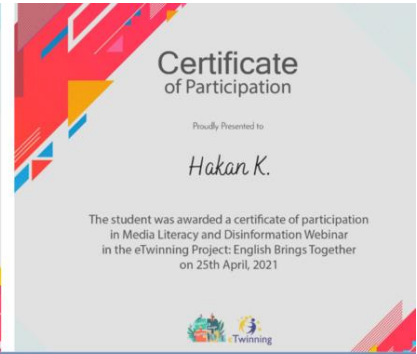 Certificate
of Participation
Proudly Presented to
Hakan K.
The student was awarded a certificate of participation
in Media Literacy and Disinformation Webinar
in the eTwinning Project: English Brings Together
on 25th April, 2021
eTwinning